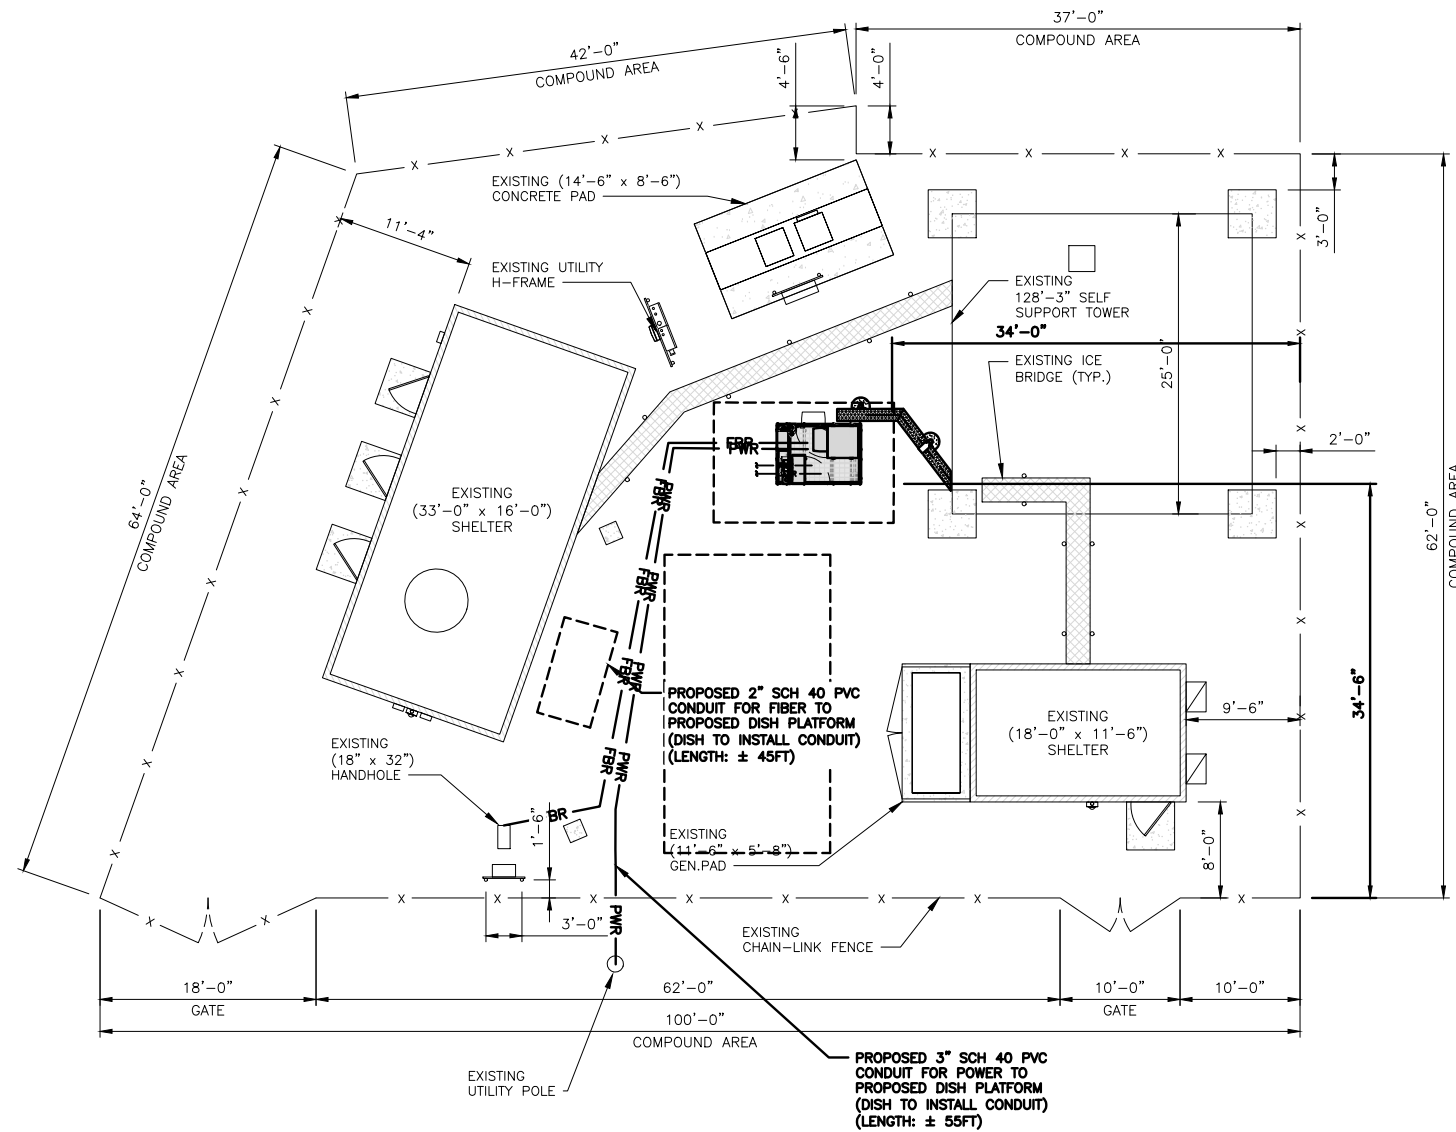 37'-0"
COMPOUND AREA
42'-0"
COMPOUND AREA
4'-6"
4'-0"
EXISTING (14'-6" x 8'-6")
CONCRETE PAD
3'-0"
11'-4"
EXISTING UTILITY
H-FRAME
EXISTING
128'-3" SELF
SUPPORT TOWER
34'-0"
EXISTING ICE
BRIDGE (TYP.)
25'-0"
2'-0"
FBR
PWR
PWR
FBR
64'-0"
COMPOUND AREA
EXISTING
(33'-0" x 16'-0")
SHELTER
62'-0"
COMPOUND AREA
PWR
FBR
PWR
FBR
PROPOSED 2" SCH 40 PVC
CONDUIT FOR FIBER TO
PROPOSED DISH PLATFORM
(DISH TO INSTALL CONDUIT)
(LENGTH: ± 45FT)
34'-6"
9'-6"
EXISTING
(18'-0" x 11'-6")
SHELTER
EXISTING
(18" x 32")
HANDHOLE
PWR
FBR
BR
1'-6"
EXISTING
(11'-6" x 5'-8")
GEN.PAD
8'-0"
3'-0"
PWR
EXISTING
CHAIN-LINK FENCE
18'-0"
GATE
62'-0"
10'-0"
GATE
10'-0"
100'-0"
COMPOUND AREA
EXISTING
UTILITY POLE
PROPOSED 3" SCH 40 PVC
CONDUIT FOR POWER TO
PROPOSED DISH PLATFORM
(DISH TO INSTALL CONDUIT)
(LENGTH: ± 55FT)